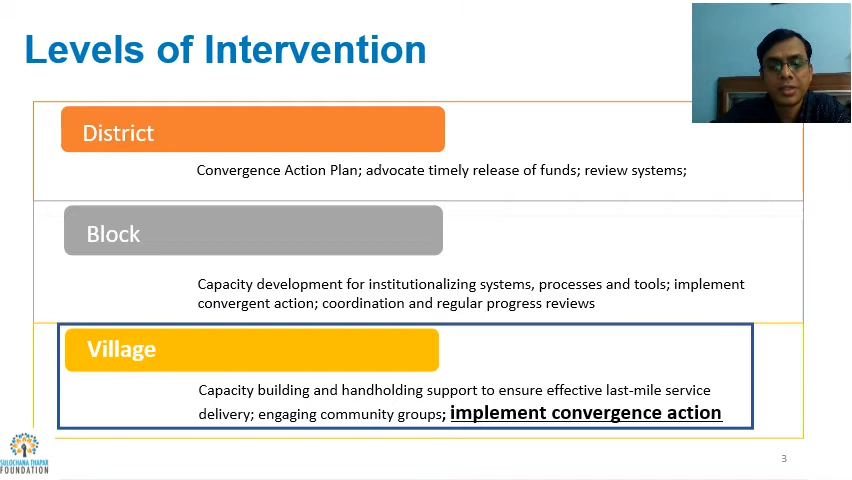 Levels of Intervention
District
Convergence Action Plan; advocate timely release of funds; review systems;
Block
Capacity development for institutionalizing systems, processes and tools; implement
convergent action; coordination and regular progress reviews
Village
Capacity building and handholding support to ensure effective last-mile service
delivery; engaging community groups; implement convergence action
SULOCHANA THAPAR
FOUNDATION
3